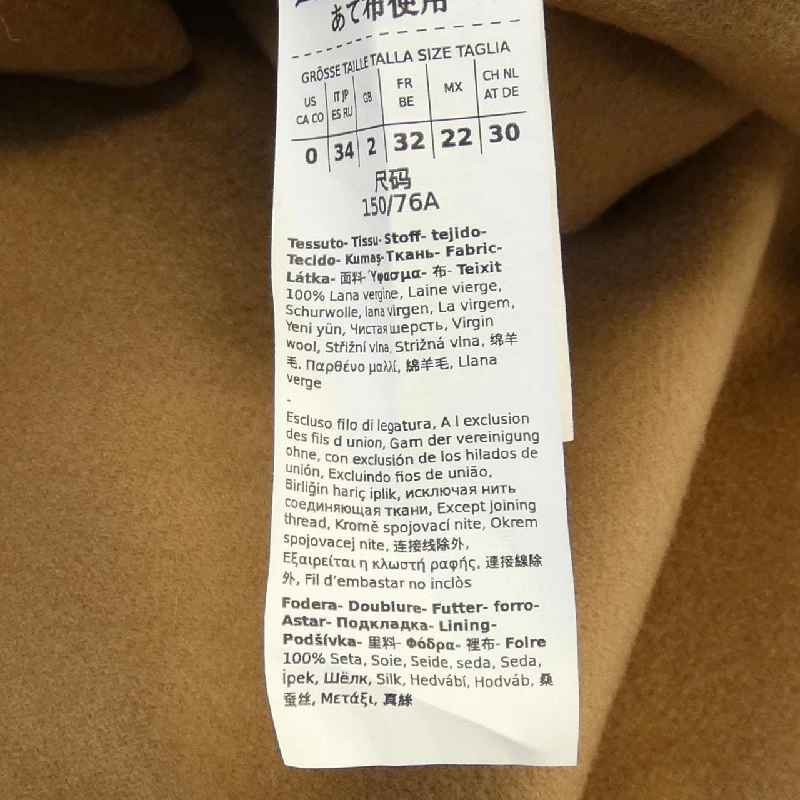 あて布使用
GRÖSSE TAILLE TALLA SIZE TAGLIA
US CA CO IT JP ES RU GB FR BE MX CH NL AT DE
0 34 2 32 22 30
尺码
150/76A
Tessuto- Tissu- Stoff- tejido-
Tecido- Kumaş- Ткань- Fabric-
Látka- 面料- Ύφασμα- 布- Teixit
100% Lana vergine, Laine vierge,
Schurwolle, lana virgen, La virgem,
Yeni yün, Чистая шерсть, Virgin
wool, Střižní vlna, Strižná vlna, 绵羊
毛, Παρθένο μαλλί, 綿羊毛, Llana
verge
-
Escluso filo di legatura, A l exclusion
des fils d union, Garn der vereinigung
ohne, con exclusión de los hilados de
unión, Excluindo fios de união,
Birliğin hariç iplik, исключая нить
соединяющая ткани, Except joining
thread, Kromě spojovací nite, Okrem
spojovacej nite, 连接线除外,
Εξαιρείται η κλωστή ραφής, 連接線除
外, Fil d'embastar no inclòs
Fodera- Doublure- Futter- forro-
Astar- Подкладка- Lining-
Podšívka- 里料- Φόδρα- 裡布- Folre
100% Seta, Soie, Seide, seda, Seda,
ipek, Шёлк, Silk, Hedvábí, Hodváb, 桑
蚕丝, Μετάξι, 真絲